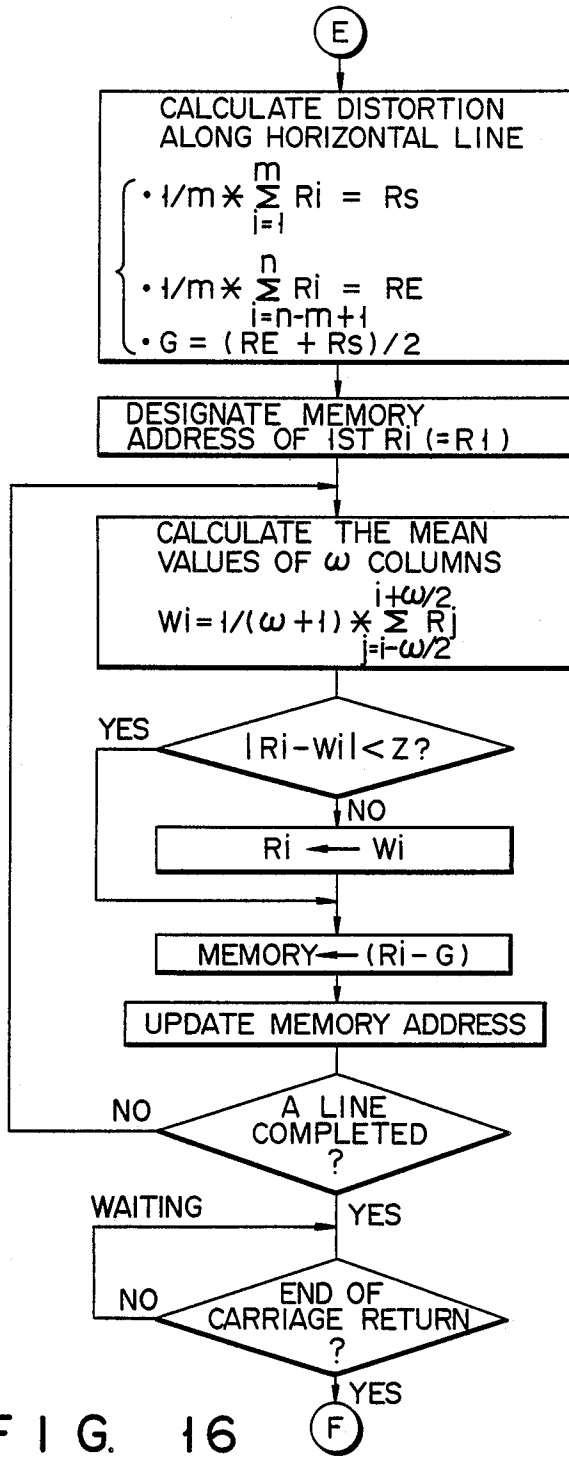 E
CALCULATE DISTORTION
ALONG HORIZONTAL LINE
m
• 1/m * Σ Ri = Rs
i=1
n
• 1/m * Σ Ri = RE
i=n-m+1
• G = (RE + Rs)/2
DESIGNATE MEMORY
ADDRESS OF 1ST Ri (=R1)
CALCULATE THE MEAN
VALUES OF ω COLUMNS
i+ω/2
Wi=1/(ω+1) * Σ Rj
j=i-ω/2
YES
|Ri-Wi|<Z?
NO
Ri ← Wi
MEMORY ← (Ri-G)
UPDATE MEMORY ADDRESS
NO
A LINE
COMPLETED
?
WAITING
YES
NO
END OF
CARRIAGE RETURN
?
YES
F
FIG. 16